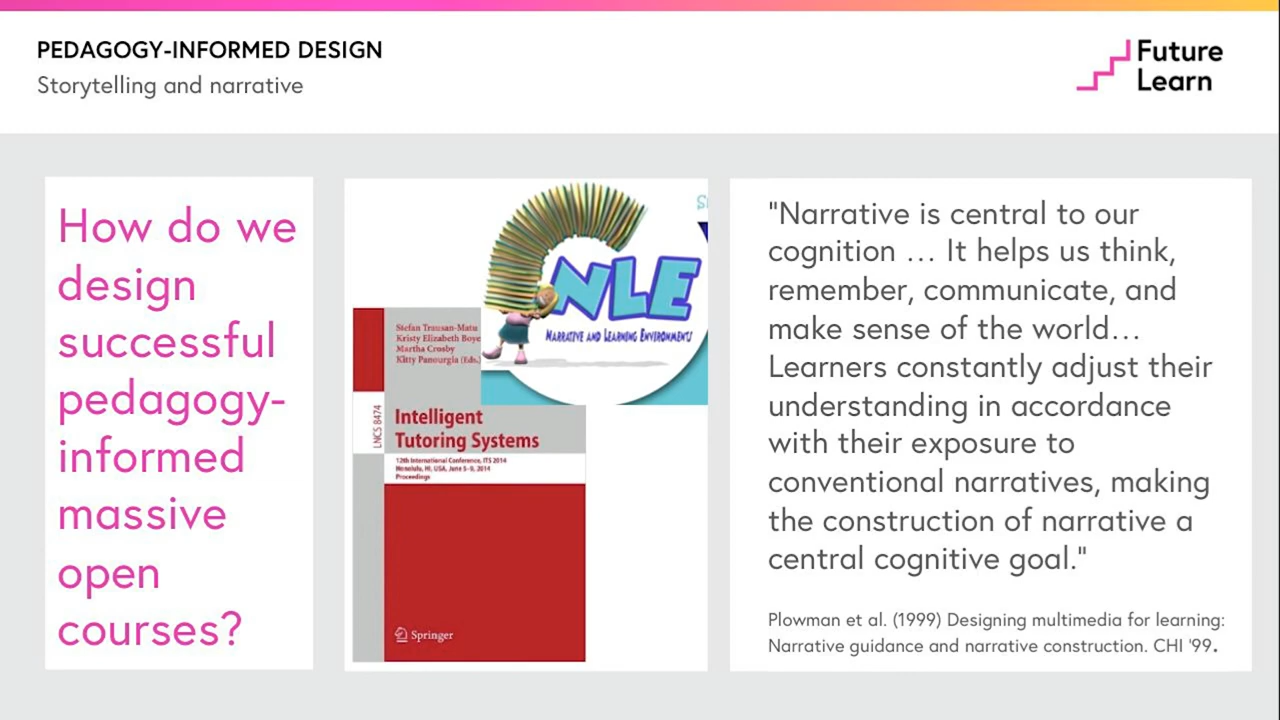 PEDAGOGY-INFORMED DESIGN
Storytelling and narrative
Future
Learn
How do we
design
successful
pedagogy-
informed
massive
open
courses?
NLE
NARRATIVE AND LEARNING ENVIRONMENTS
Stefan Trausan-Matu
Kristy Elizabeth Boye
Martha Crosby
Kitty Panourgia (Eds.)
LNCS 8474
Intelligent
Tutoring Systems
12th International Conference, ITS 2014
Honolulu, HI, USA, June 5–9, 2014
Proceedings
Springer
"Narrative is central to our
cognition … It helps us think,
remember, communicate, and
make sense of the world…
Learners constantly adjust their
understanding in accordance
with their exposure to
conventional narratives, making
the construction of narrative a
central cognitive goal."
Plowman et al. (1999) Designing multimedia for learning:
Narrative guidance and narrative construction. CHI '99.